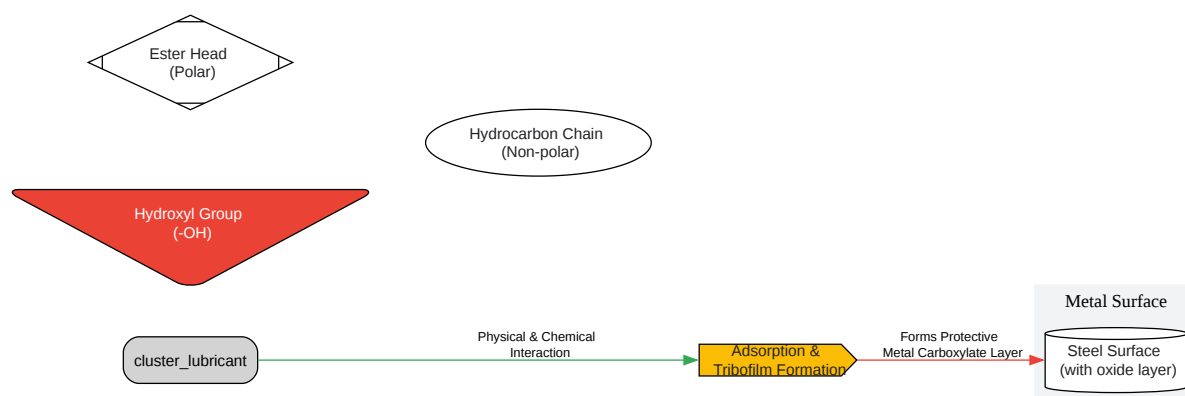 Ester Head
(Polar)
Hydrocarbon Chain
(Non-polar)
Hydroxyl Group
(-OH)
cluster_lubricant
Physical & Chemical
Interaction
Adsorption &
Tribofilm Formation
Forms Protective
Metal Carboxylate Layer
Metal Surface
Steel Surface
(with oxide layer)